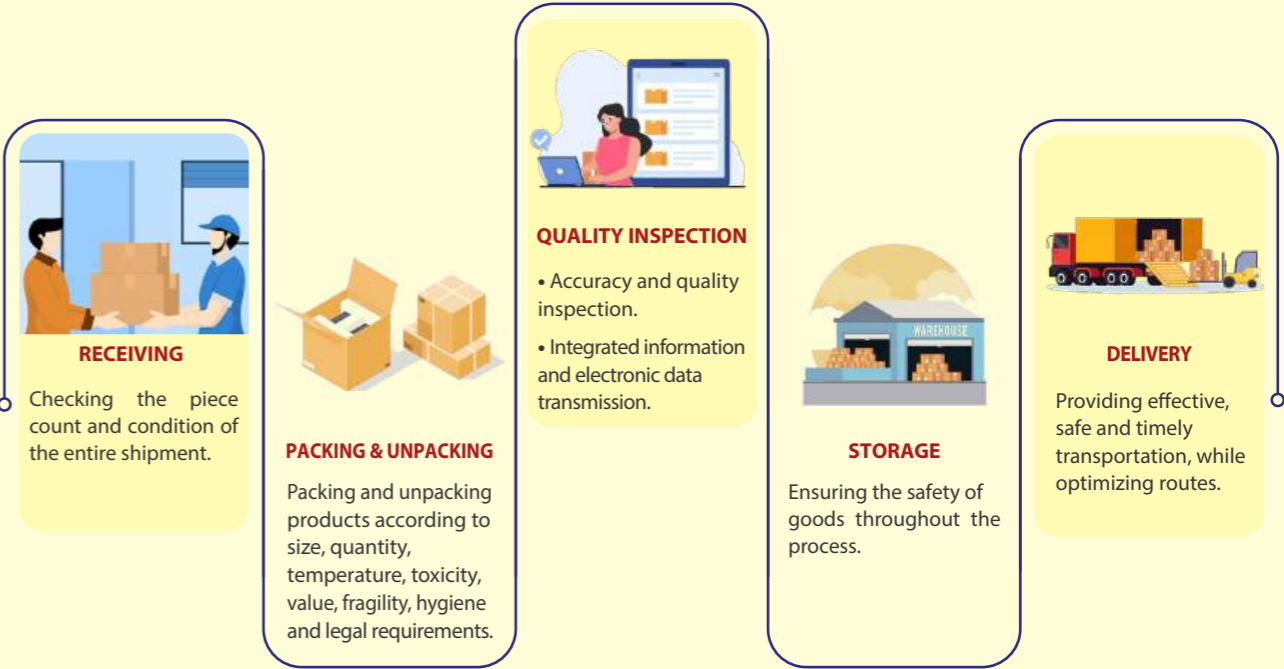 RECEIVING
Checking the piece
count and condition of
the entire shipment.
PACKING & UNPACKING
Packing and unpacking
products according to
size, quantity,
temperature, toxicity,
value, fragility, hygiene
and legal requirements.
QUALITY INSPECTION
• Accuracy and quality
inspection.
• Integrated information
and electronic data
transmission.
WAREHOUSE
STORAGE
Ensuring the safety of
goods throughout the
process.
DELIVERY
Providing effective,
safe and timely
transportation, while
optimizing routes.